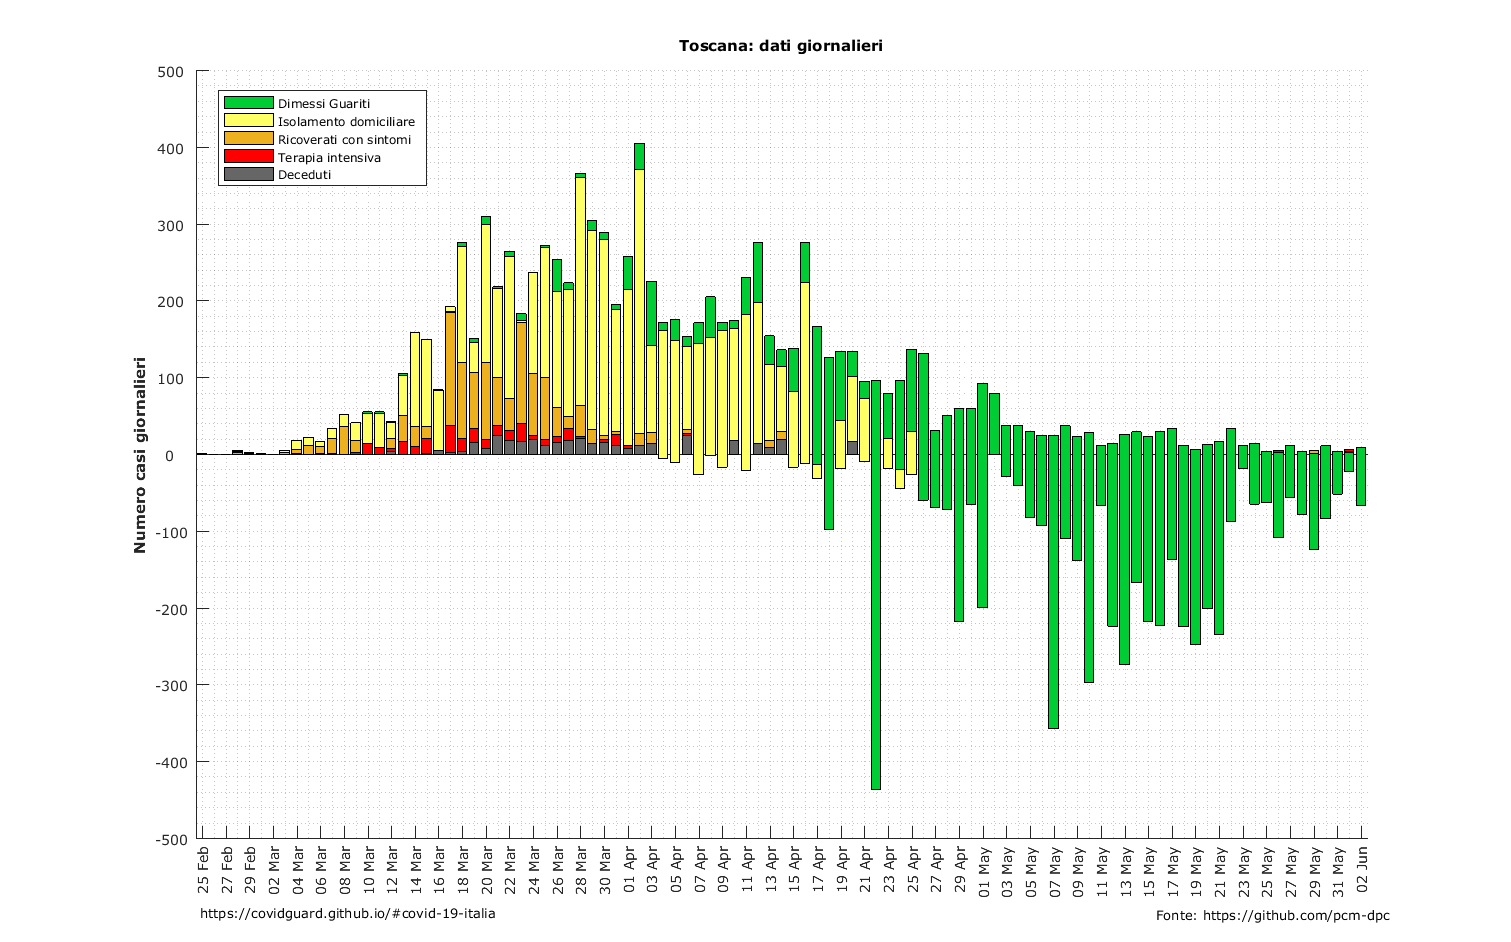 Toscana: dati giornalieri
500
400
300
200
100
0
-100
-200
-300
-400
-500
Numero casi giornalieri
Dimessi Guariti
Isolamento domiciliare
Ricoverati con sintomi
Terapia intensiva
Deceduti
25 Feb
27 Feb
29 Feb
02 Mar
04 Mar
06 Mar
08 Mar
10 Mar
12 Mar
14 Mar
16 Mar
18 Mar
20 Mar
22 Mar
24 Mar
26 Mar
28 Mar
30 Mar
01 Apr
03 Apr
05 Apr
07 Apr
09 Apr
11 Apr
13 Apr
15 Apr
17 Apr
19 Apr
21 Apr
23 Apr
25 Apr
27 Apr
29 Apr
01 May
03 May
05 May
07 May
09 May
11 May
13 May
15 May
17 May
19 May
21 May
23 May
25 May
27 May
29 May
31 May
02 Jun
https://covidguard.github.io/#covid-19-italia
Fonte: https://github.com/pcm-dpc